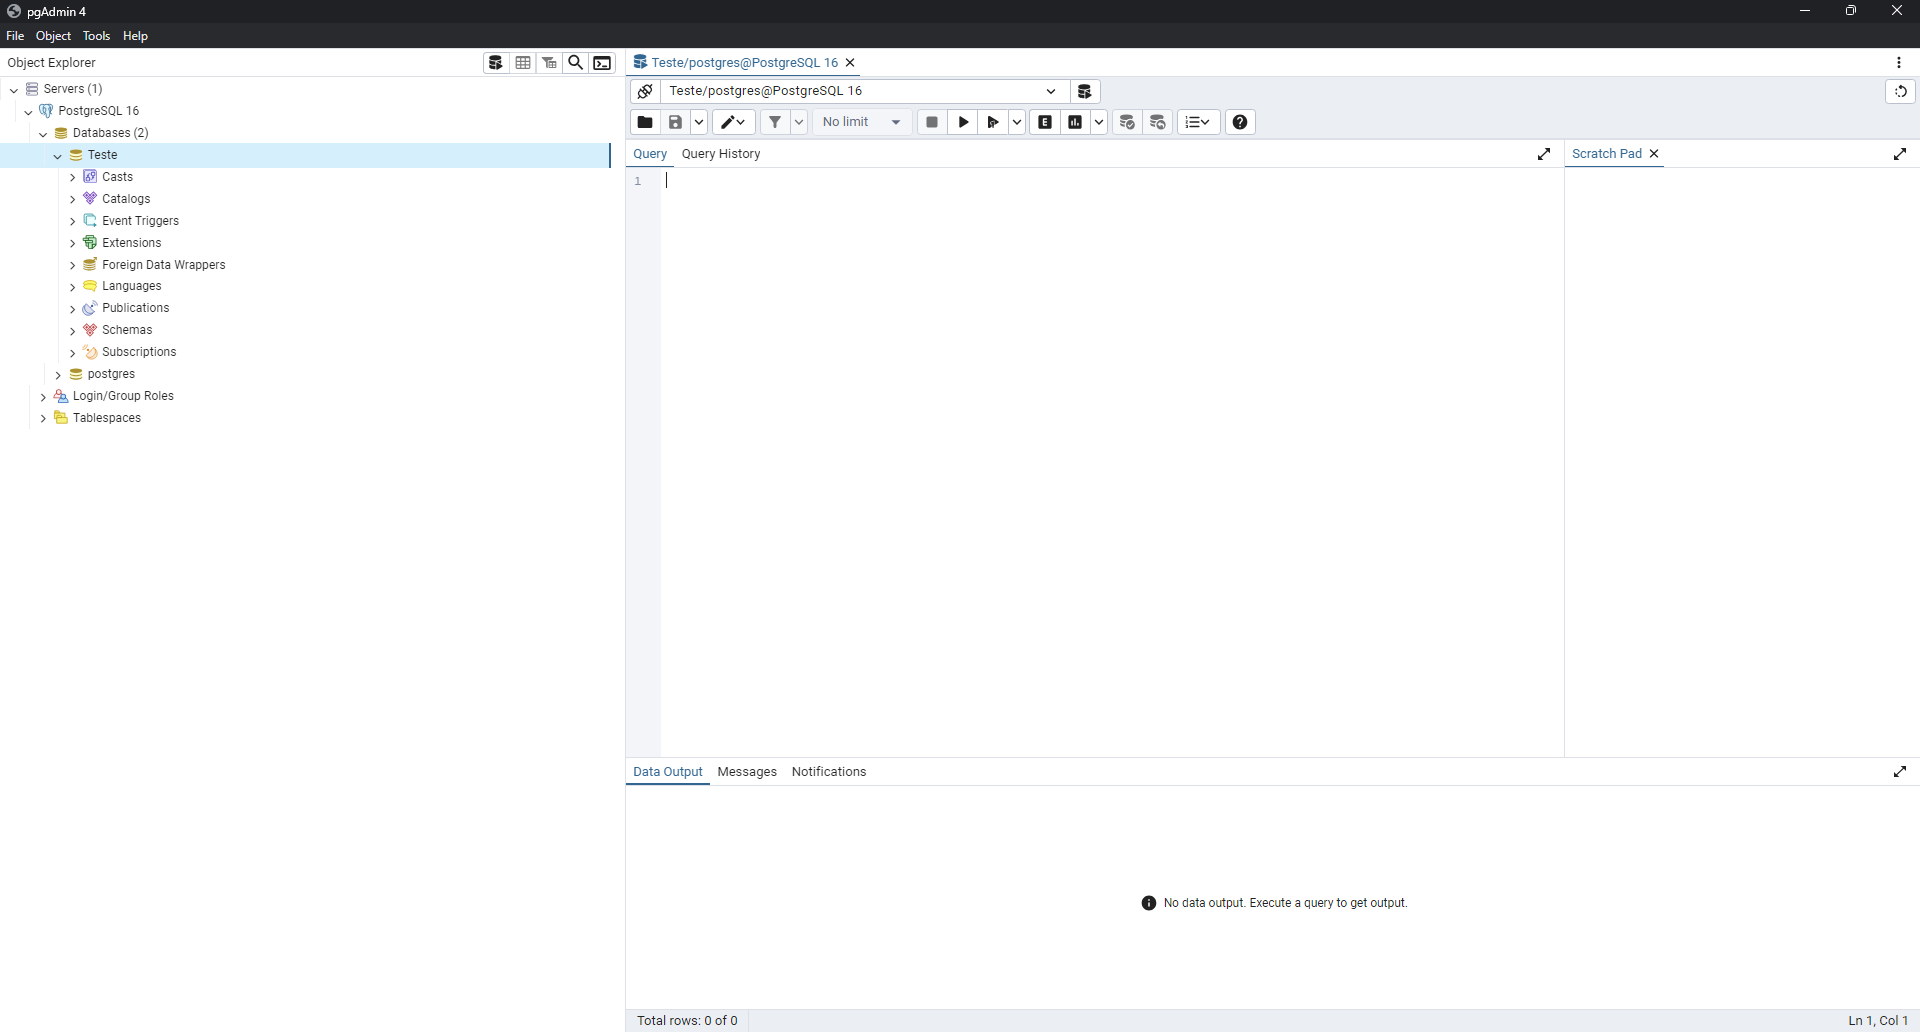 pgAdmin 4
File Object Tools Help
Object Explorer
Servers (1)
PostgreSQL 16
Databases (2)
Teste
Casts
Catalogs
Event Triggers
Extensions
Foreign Data Wrappers
Languages
Publications
Schemas
Subscriptions
postgres
Login/Group Roles
Tablespaces
Teste/postgres@PostgreSQL 16
Teste/postgres@PostgreSQL 16
No limit
E
Query Query History
Scratch Pad
1
Data Output Messages Notifications
No data output. Execute a query to get output.
Total rows: 0 of 0
Ln 1, Col 1